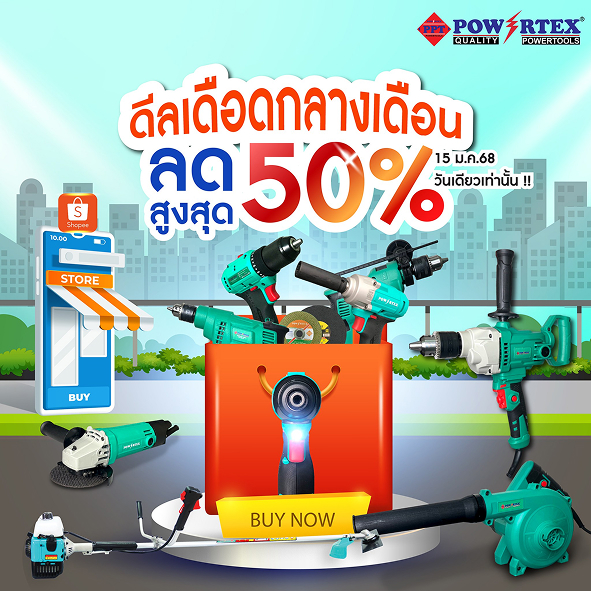 PPT POWERTEX®
QUALITY POWERTOOLS
ดีลเดือดกลางเดือน
ลด
สูงสุด
50%
15 ม.ค.68
วันเดียวเท่านั้น !!
Shopee
10.00
STORE
BUY
POWERTEX
BUY NOW